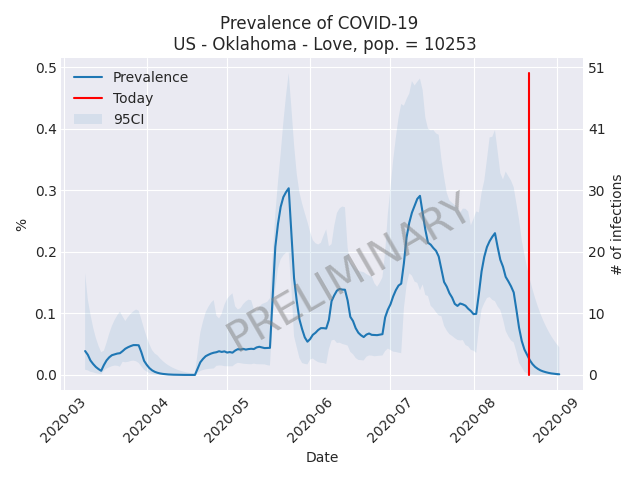 Prevalence of COVID-19
US - Oklahoma - Love, pop. = 10253
Prevalence
Today
95CI
PRELIMINARY
%
0.5
0.4
0.3
0.2
0.1
0.0
51
41
30
20
10
0
# of infections
2020-03
2020-04
2020-05
2020-06
2020-07
2020-08
2020-09
Date